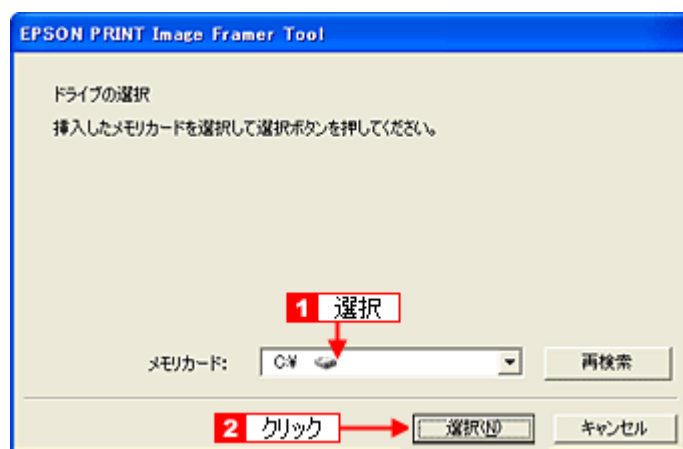 EPSON PRINT Image Framer Tool
ドライブの選択
挿入したメモリカードを選択して選択ボタンを押してください。
1 選択
メモリカード: C:¥ 再検索
2 クリック 選択(N) キャンセル